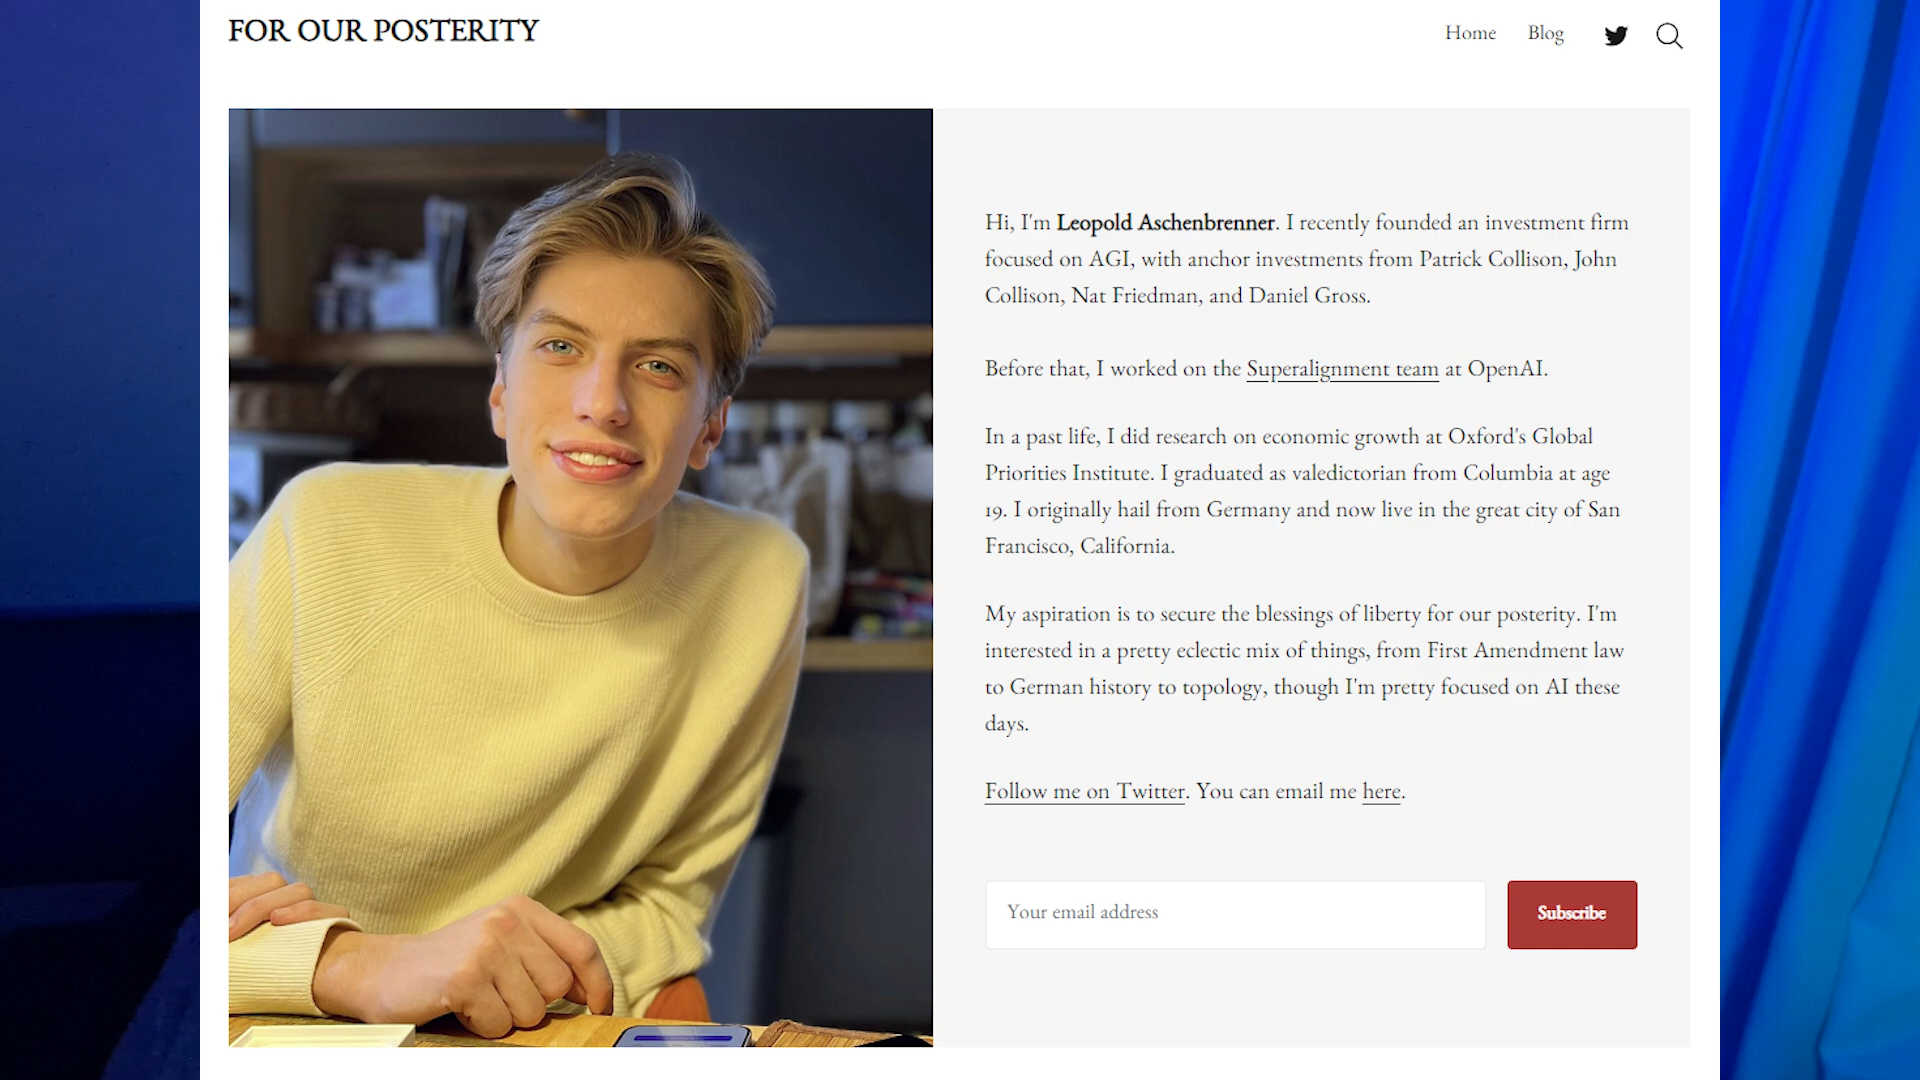 FOR OUR POSTERITY
Home Blog
Hi, I'm Leopold Aschenbrenner. I recently founded an investment firm
focused on AGI, with anchor investments from Patrick Collison, John
Collison, Nat Friedman, and Daniel Gross.
Before that, I worked on the Superalignment team at OpenAI.
In a past life, I did research on economic growth at Oxford's Global
Priorities Institute. I graduated as valedictorian from Columbia at age
19. I originally hail from Germany and now live in the great city of San
Francisco, California.
My aspiration is to secure the blessings of liberty for our posterity. I'm
interested in a pretty eclectic mix of things, from First Amendment law
to German history to topology, though I'm pretty focused on AI these
days.
Follow me on Twitter. You can email me here.
Your email address
Subscribe